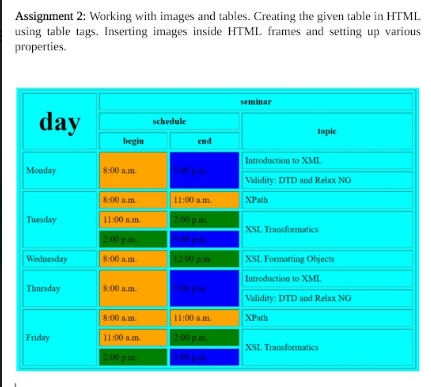 Assignment 2: Working with images and tables. Creating the given table in HTML
using table tags. Inserting images inside HTML frames and setting up various
properties.
day
seminar
schedule
topic
begin end
Monday 8:00 a.m. 5:00 p.m. Introduction to XML
Validity: DTD and Relax NG
Tuesday 8:00 a.m. 11:00 a.m. XPath
11:00 a.m. 2:00 p.m. XSL Transformatics
2:00 p.m. 5:00 p.m.
Wednesday 8:00 a.m. 12:00 p.m. XSL Formatting Objects
Thursday 8:00 a.m. 5:00 p.m. Introduction to XML
Validity: DTD and Relax NG
Friday 8:00 a.m. 11:00 a.m. XPath
11:00 a.m. 2:00 p.m. XSL Transformatics
2:00 p.m. 5:00 p.m.